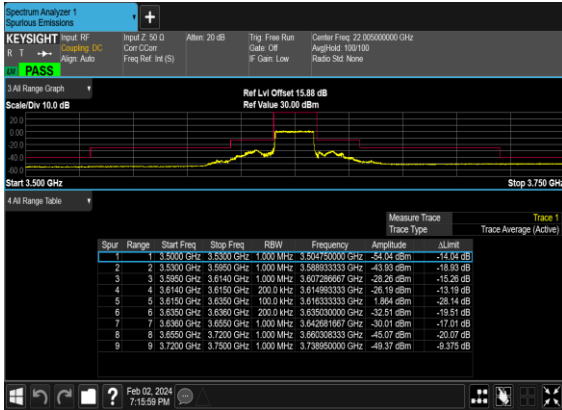 Spectrum Analyzer 1
Spurious Emissions
KEYSIGHT Input: RF Input Z: 50 Ω Atten: 20 dB Trig: Free Run Center Freq: 22.005000000 GHz
R T Coupling: DC Corr CCorr Gate: Off Avg|Hold: 100/100
Align: Auto Freq Ref: Int (S) IF Gain: Low Radio Std: None
PASS
3 All Range Graph
Ref Lvl Offset 15.88 dB
Scale/Div 10.0 dB Ref Value 30.00 dBm
20.0
0.00
-20.0
-40.0
-60.0
Start 3.500 GHz Stop 3.750 GHz
4 All Range Table
Measure Trace Trace 1
Trace Type Trace Average (Active)
Spur Range Start Freq Stop Freq RBW Frequency Amplitude ΔLimit
1 1 3.5000 GHz 3.5300 GHz 1.000 MHz 3.504750000 GHz -54.04 dBm -14.04 dB
2 2 3.5300 GHz 3.5950 GHz 1.000 MHz 3.588933333 GHz -43.93 dBm -18.93 dB
3 3 3.5950 GHz 3.6140 GHz 1.000 MHz 3.607286667 GHz -28.26 dBm -15.26 dB
4 4 3.6140 GHz 3.6150 GHz 200.0 kHz 3.614993333 GHz -26.19 dBm -13.19 dB
5 5 3.6150 GHz 3.6350 GHz 100.0 kHz 3.616333333 GHz 1.864 dBm -28.14 dB
6 6 3.6350 GHz 3.6360 GHz 200.0 kHz 3.635030000 GHz -32.51 dBm -19.51 dB
7 7 3.6360 GHz 3.6550 GHz 1.000 MHz 3.642681667 GHz -30.01 dBm -17.01 dB
8 8 3.6550 GHz 3.7200 GHz 1.000 MHz 3.660308333 GHz -45.07 dBm -20.07 dB
9 9 3.7200 GHz 3.7500 GHz 1.000 MHz 3.738950000 GHz -49.37 dBm -9.375 dB
Feb 02, 2024
7:15:59 PM